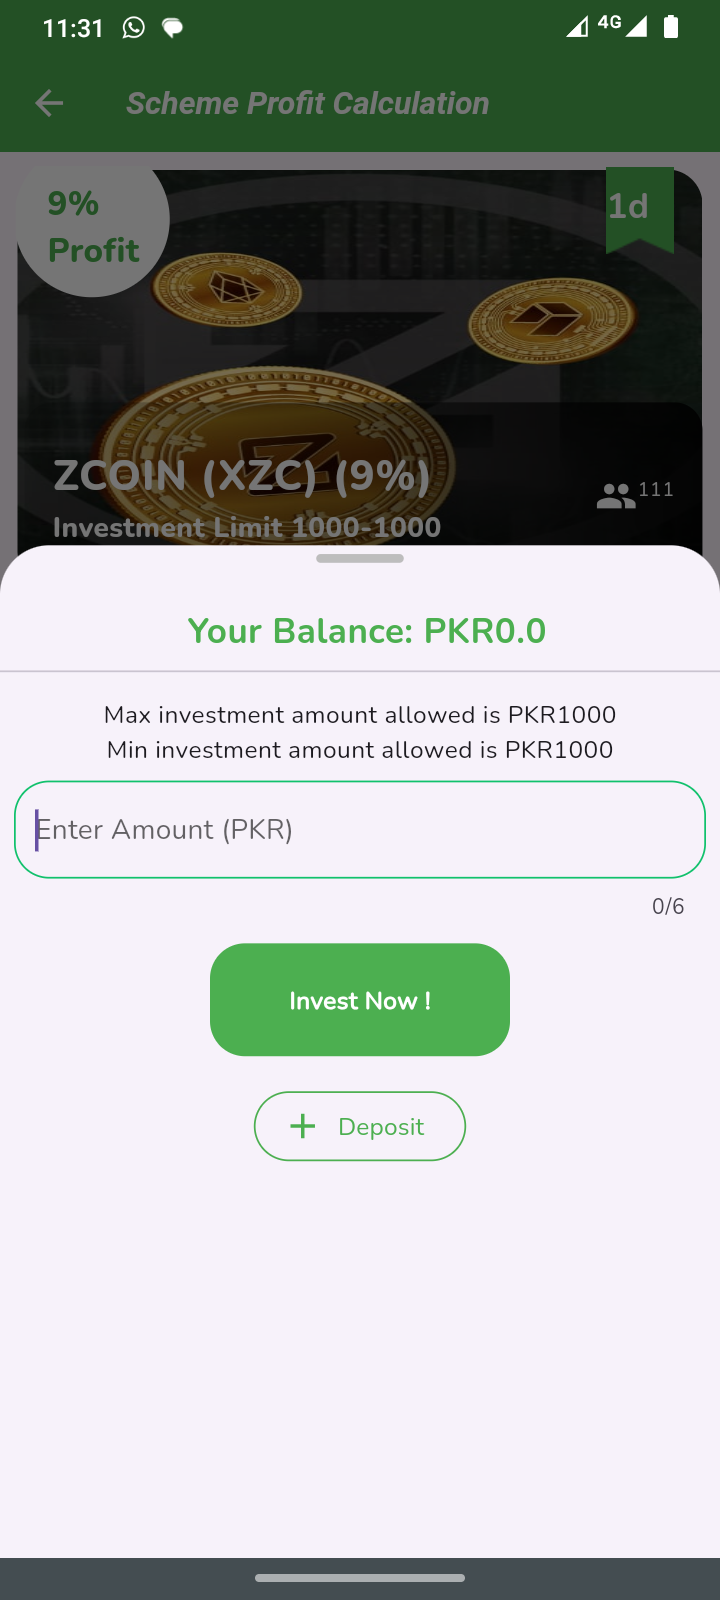 11:31
4G
Scheme Profit Calculation
9%
Profit
1d
ZCOIN (XZC) (9%)
111
Investment Limit 1000-1000
Your Balance: PKR0.0
Max investment amount allowed is PKR1000
Min investment amount allowed is PKR1000
Enter Amount (PKR)
0/6
Invest Now !
Deposit